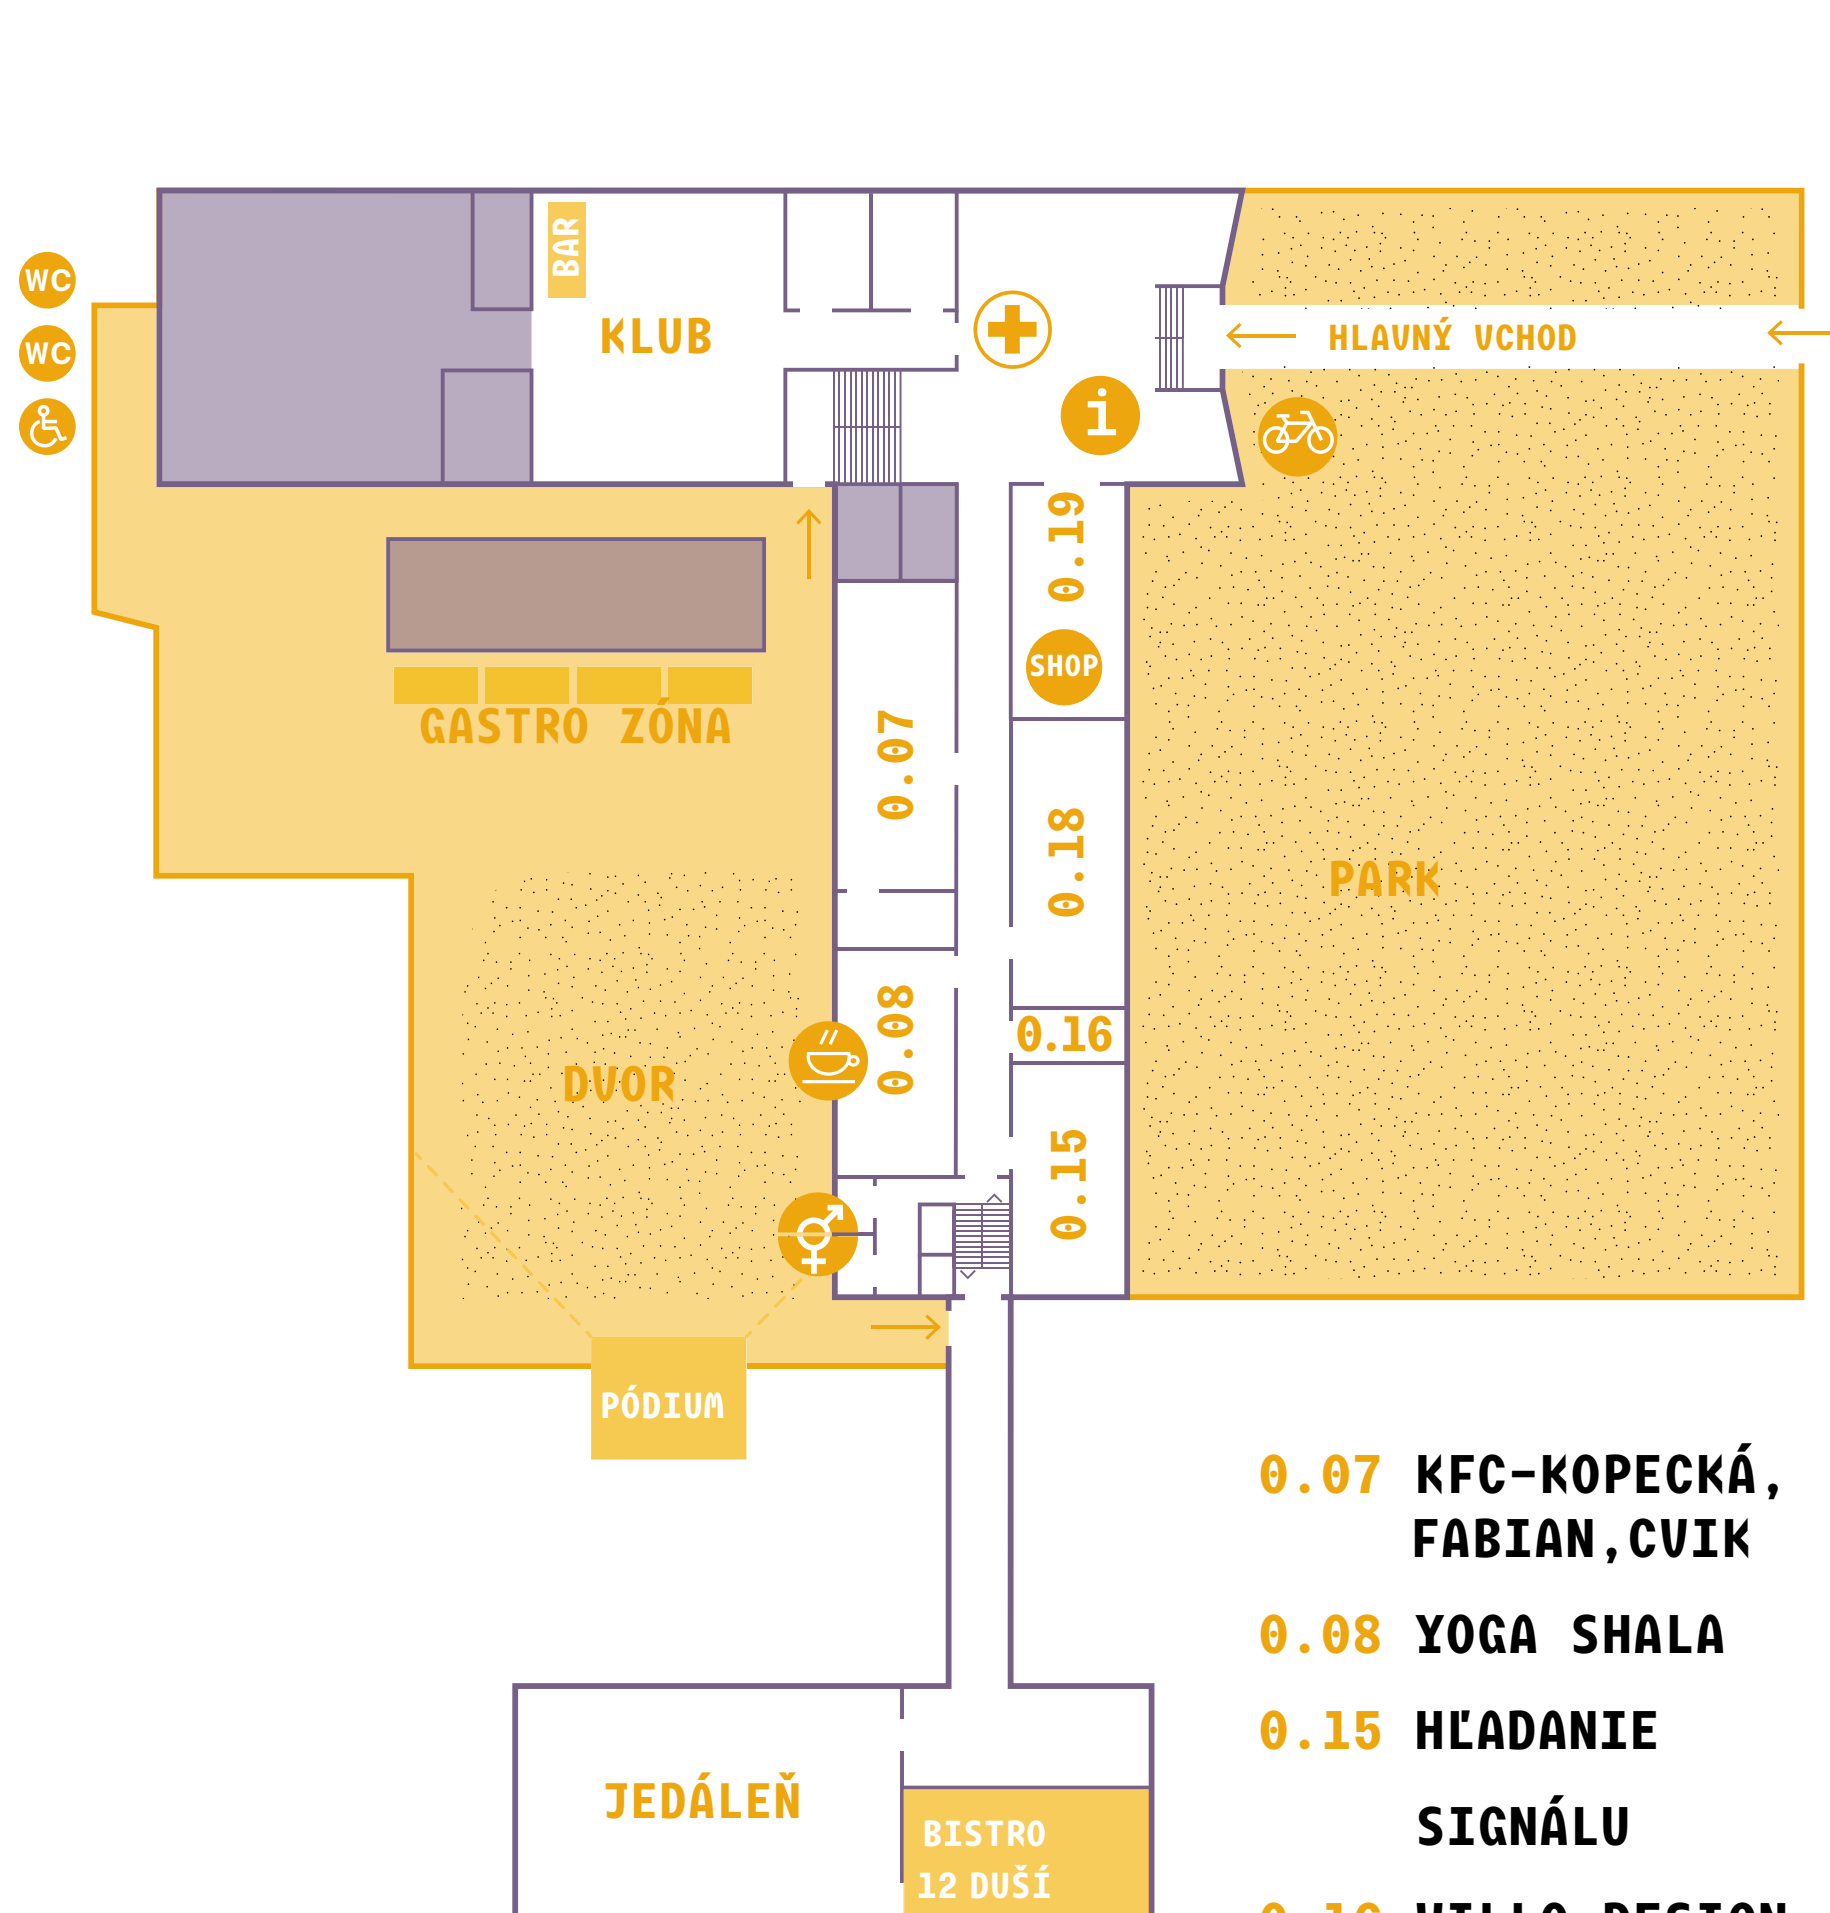 BAR
WC
KLUB
HLAVNÝ VCHOD
WC
i
0.19
SHOP
GASTRO ZÓNA
0.07
0.18
PARK
0.16
0.08
DVOR
0.15
PÓDIUM
0.07 KFC-KOPECKÁ,
FABIAN,CVIK
0.08 YOGA SHALA
0.15 HĽADANIE
SIGNÁLU
JEDÁLEŇ
BISTRO
12 DUŠÍ